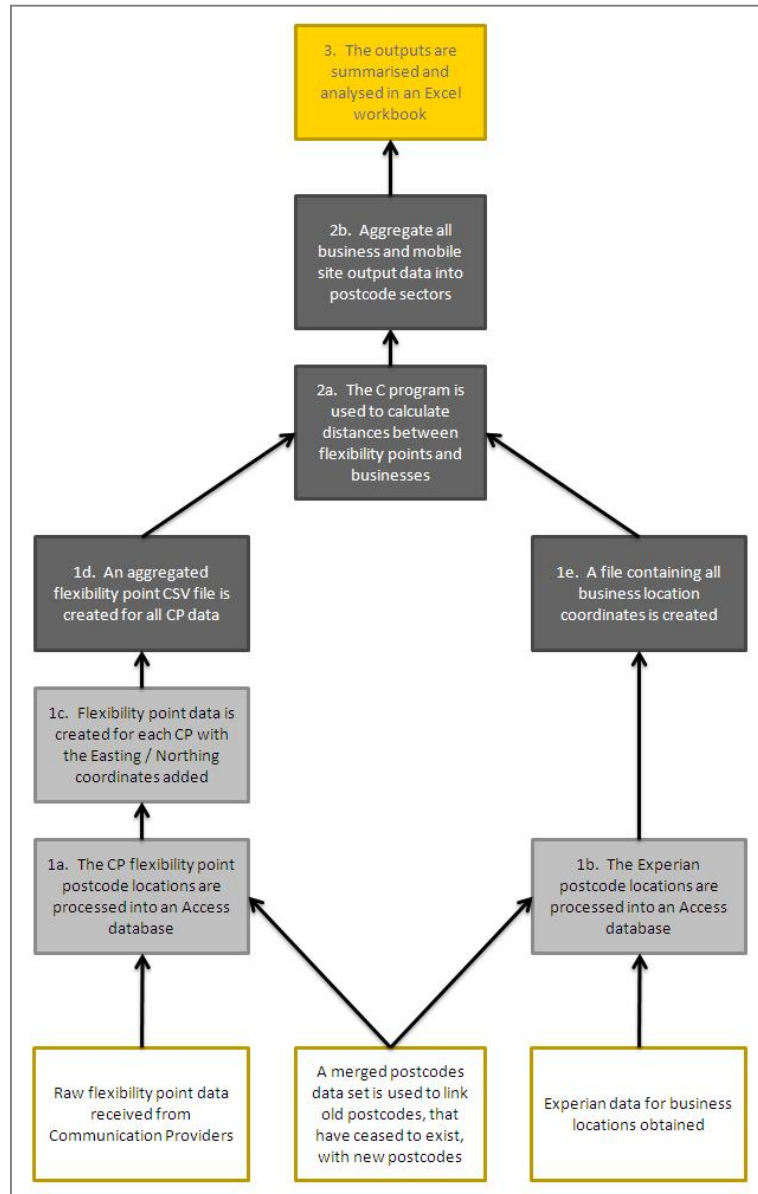 3. The outputs are
summarised and
analysed in an Excel
workbook
2b. Aggregate all
business and mobile
site output data into
postcode sectors
2a. The C program is
used to calculate
distances between
flexibility points and
businesses
1d. An aggregated
flexibility point CSV file is
created for all CP data
1e. A file containing all
business location
coordinates is created
1c. Flexibility point data is
created for each CP with
the Easting / Northing
coordinates added
1a. The CP flexibility point
postcode locations are
processed into an Access
database
1b. The Experian
postcode locations are
processed into an Access
database
Raw flexibility point data
received from
Communication Providers
A merged postcodes
data set is used to link
old postcodes, that
have ceased to exist,
with new postcodes
Experian data for business
locations obtained